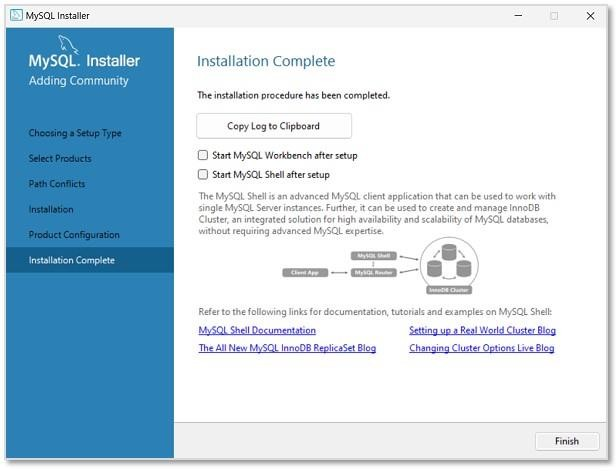 MySQL Installer
MySQL. Installer
Adding Community
Choosing a Setup Type
Select Products
Path Conflicts
Installation
Product Configuration
Installation Complete
Installation Complete
The installation procedure has been completed.
Copy Log to Clipboard
Start MySQL Workbench after setup
Start MySQL Shell after setup
The MySQL Shell is an advanced MySQL client application that can be used to work with
single MySQL Server instances. Further, it can be used to create and manage InnoDB
Cluster, an integrated solution for high availability and scalability of MySQL databases,
without requiring advanced MySQL expertise.
MySQL Shell
Client App
MySQL Router
InnoDB Cluster
Refer to the following links for documentation, tutorials and examples on MySQL Shell:
MySQL Shell Documentation
Setting up a Real World Cluster Blog
The All New MySQL InnoDB ReplicaSet Blog
Changing Cluster Options Live Blog
Finish